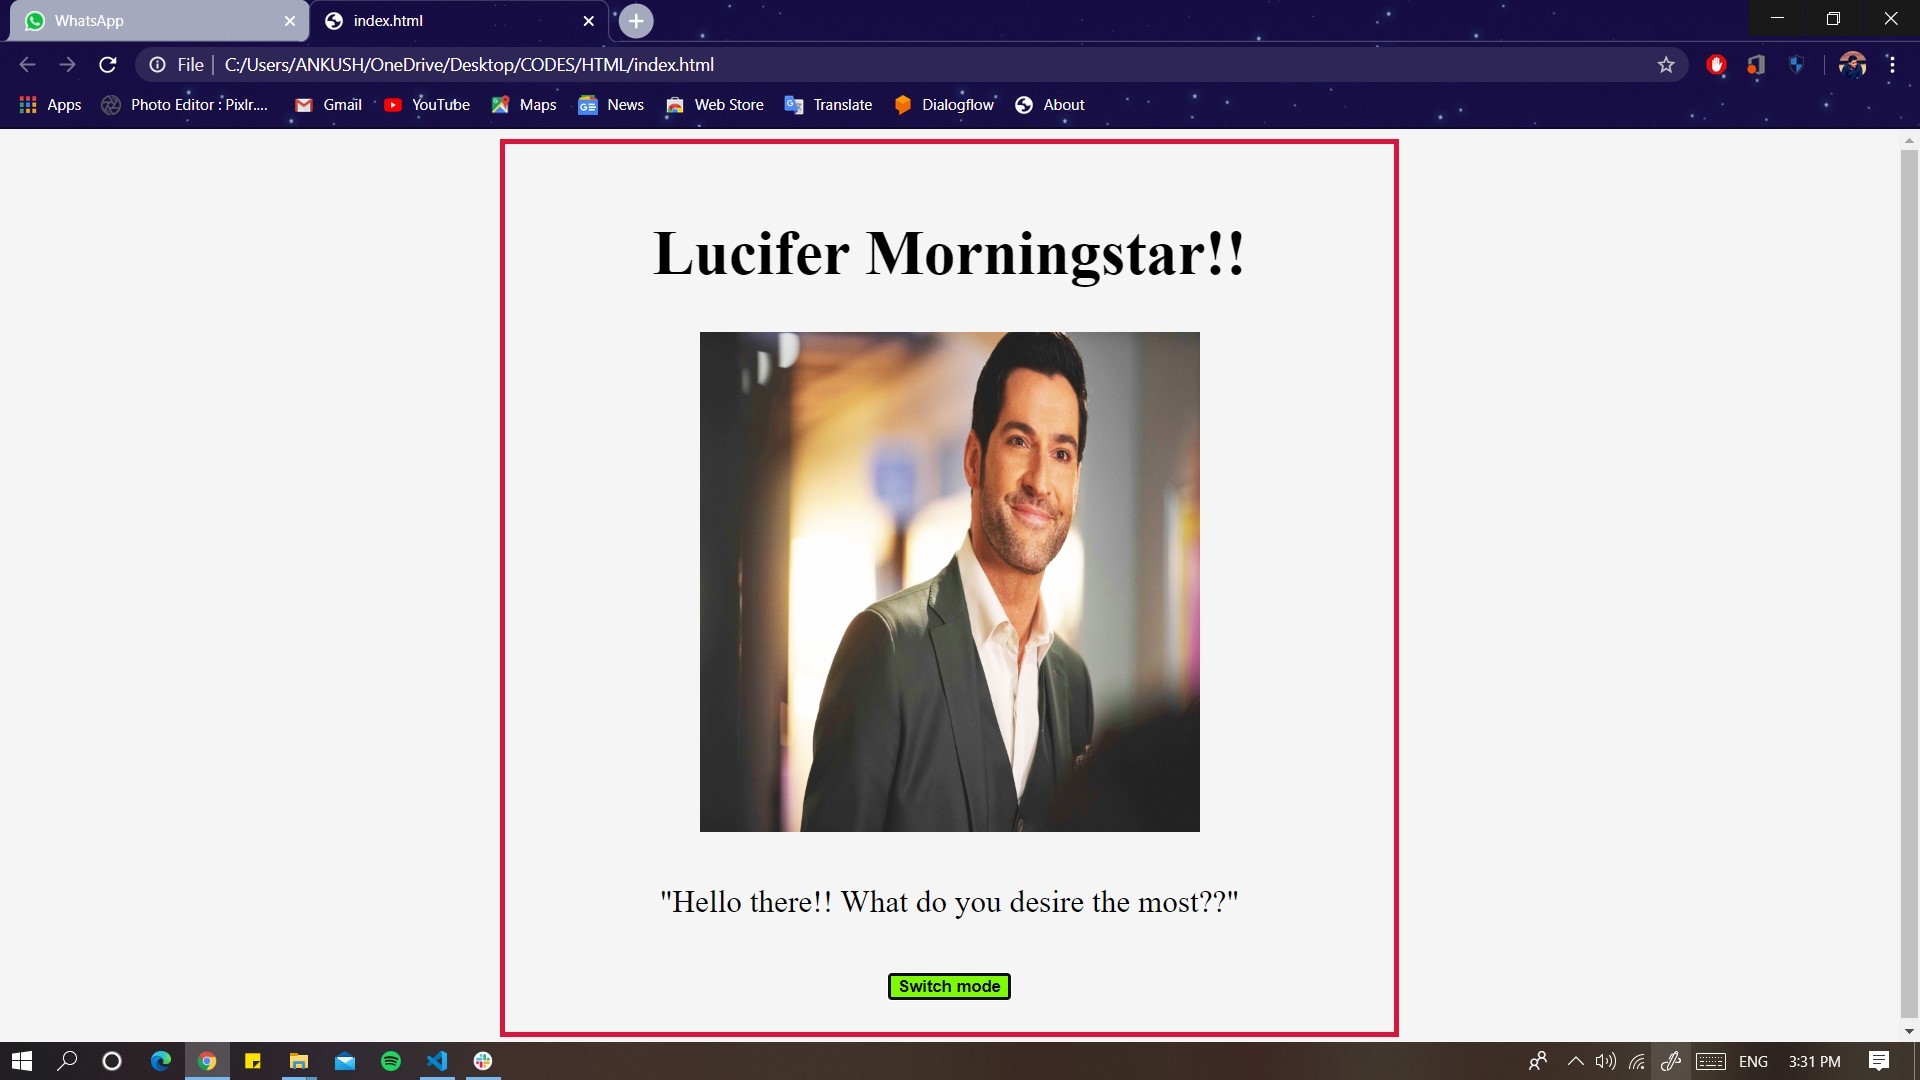 WhatsApp
index.html
File | C:/Users/ANKUSH/OneDrive/Desktop/CODES/HTML/index.html
Apps Photo Editor : Pixlr.... Gmail YouTube Maps News Web Store Translate Dialogflow About
Lucifer Morningstar!!
"Hello there!! What do you desire the most??"
Switch mode
ENG 3:31 PM